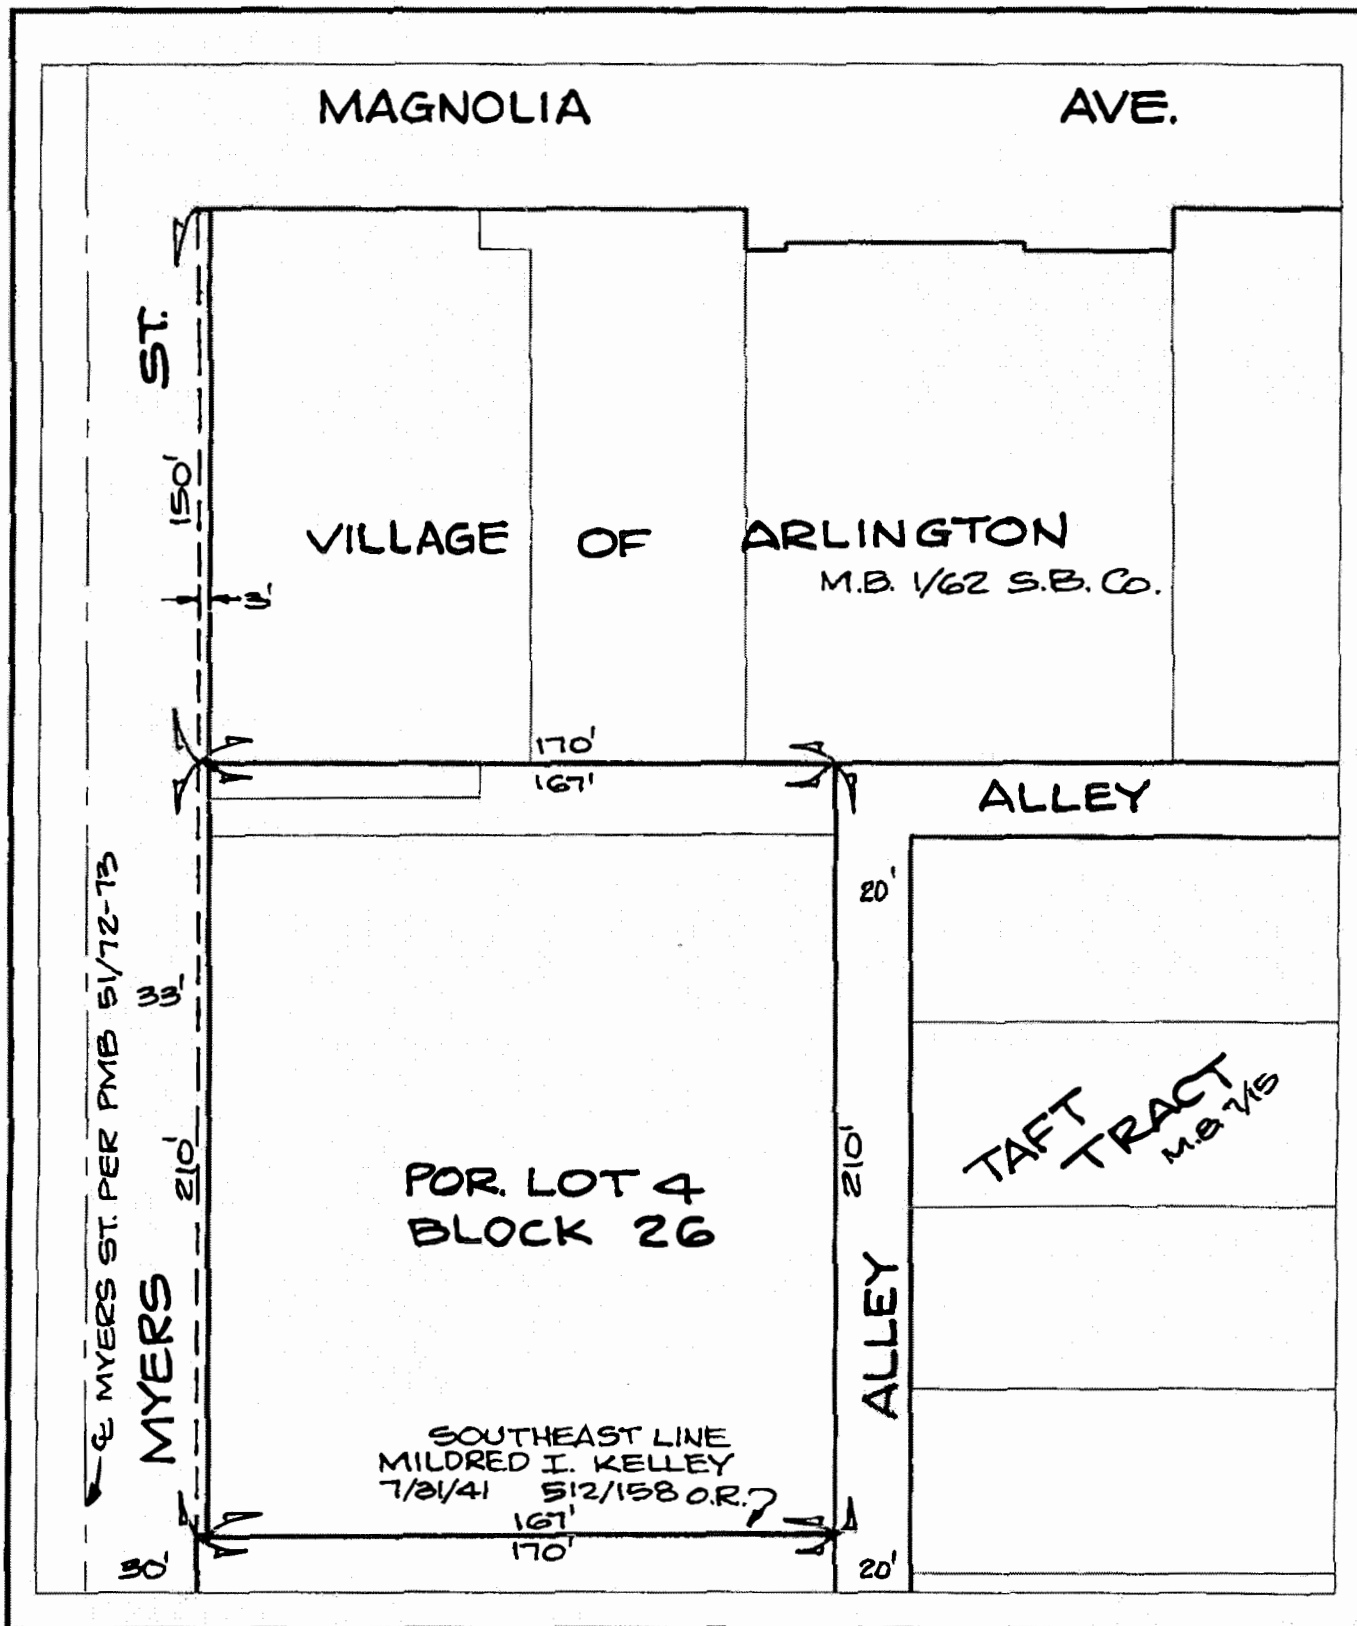 MAGNOLIA AVE.
ST.
150'
VILLAGE OF ARLINGTON
M.B. 1/62 S.B. Co.
3'
170'
167'
ALLEY
20'
℄ MYERS ST. PER PMB 51/72-73
33'
210'
MYERS
POR. LOT 4
BLOCK 26
210'
ALLEY
TAFT
TRACT
M.B. 7/15
SOUTHEAST LINE
MILDRED I. KELLEY
7/31/41 512/158 O.R.
167'
170'
30'
20'